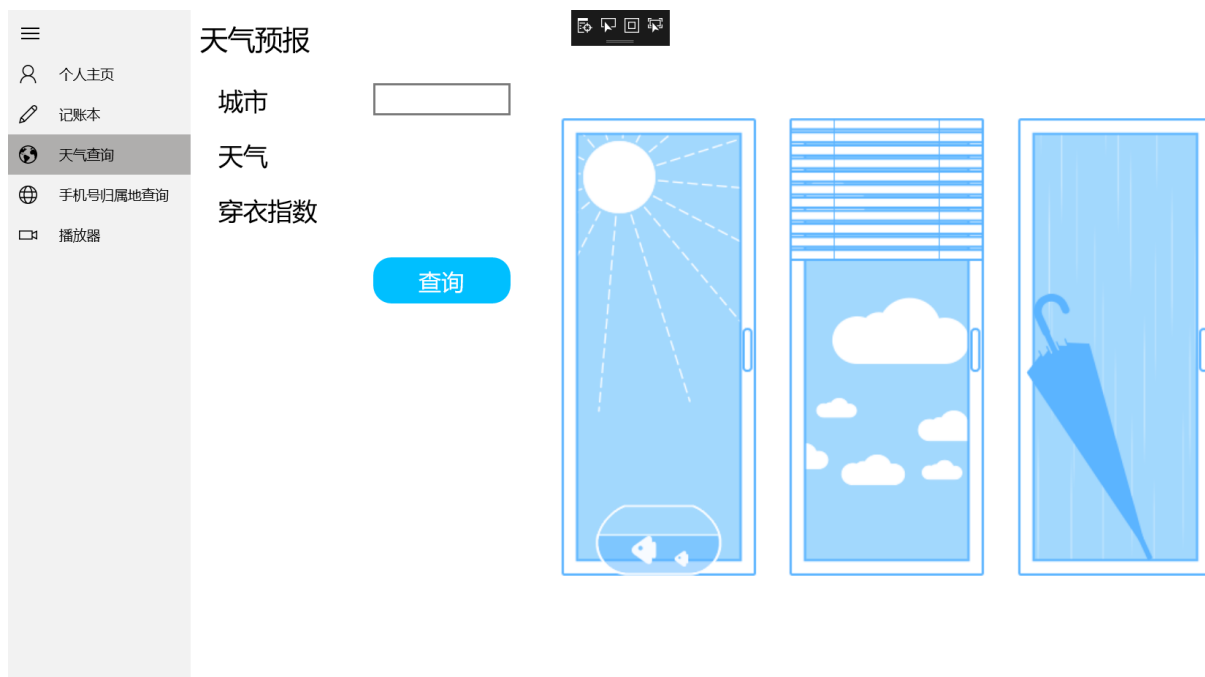 个人主页
记账本
天气查询
手机号归属地查询
播放器
天气预报
城市
天气
穿衣指数
查询